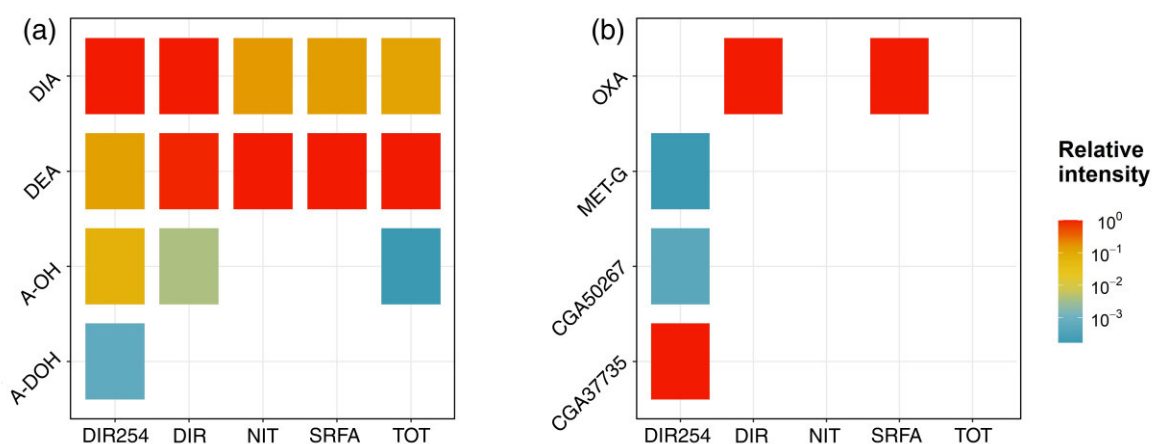 (a)
DIA
DEA
A-OH
A-DOH
DIR254 DIR NIT SRFA TOT
(b)
OXA
MET-G
CGA50267
CGA37735
DIR254 DIR NIT SRFA TOT
Relative
intensity
10⁰
10⁻¹
10⁻²
10⁻³